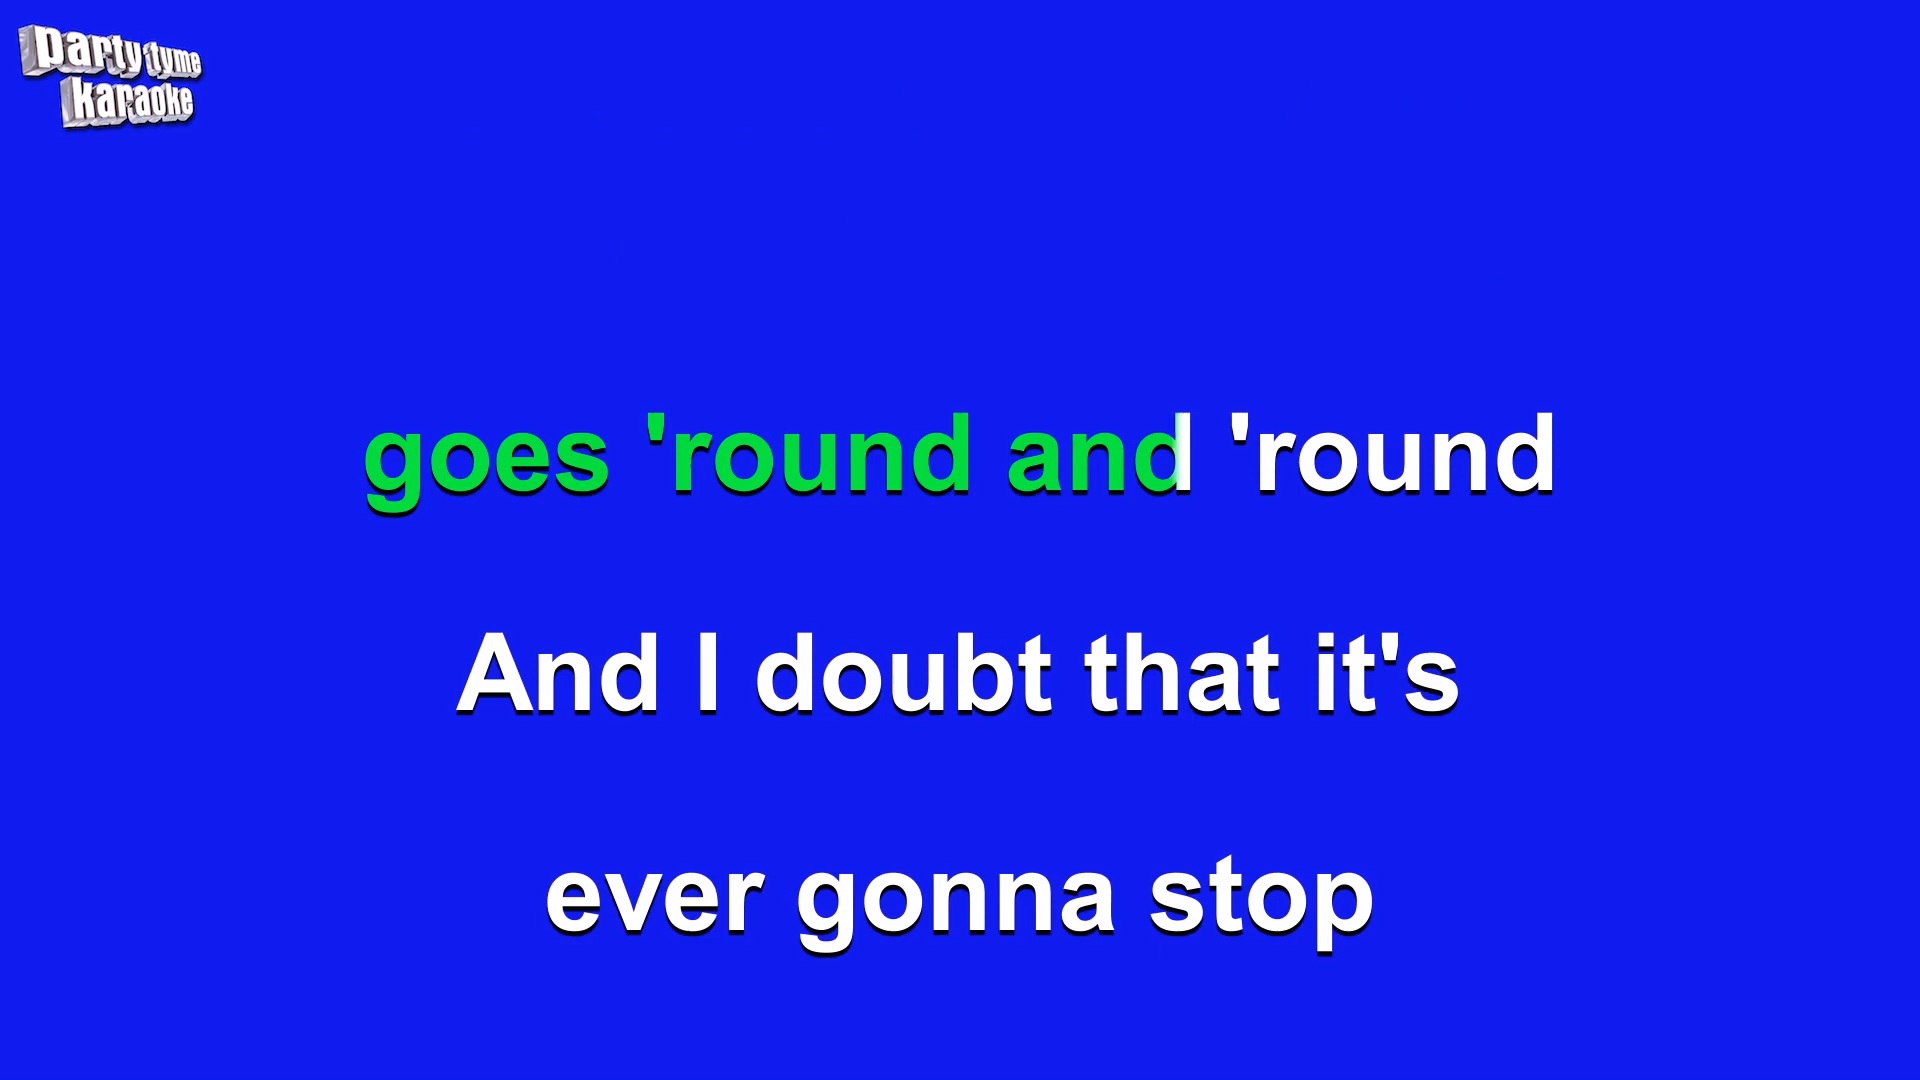 party tyme
karaoke
goes 'round and 'round
And I doubt that it's
ever gonna stop